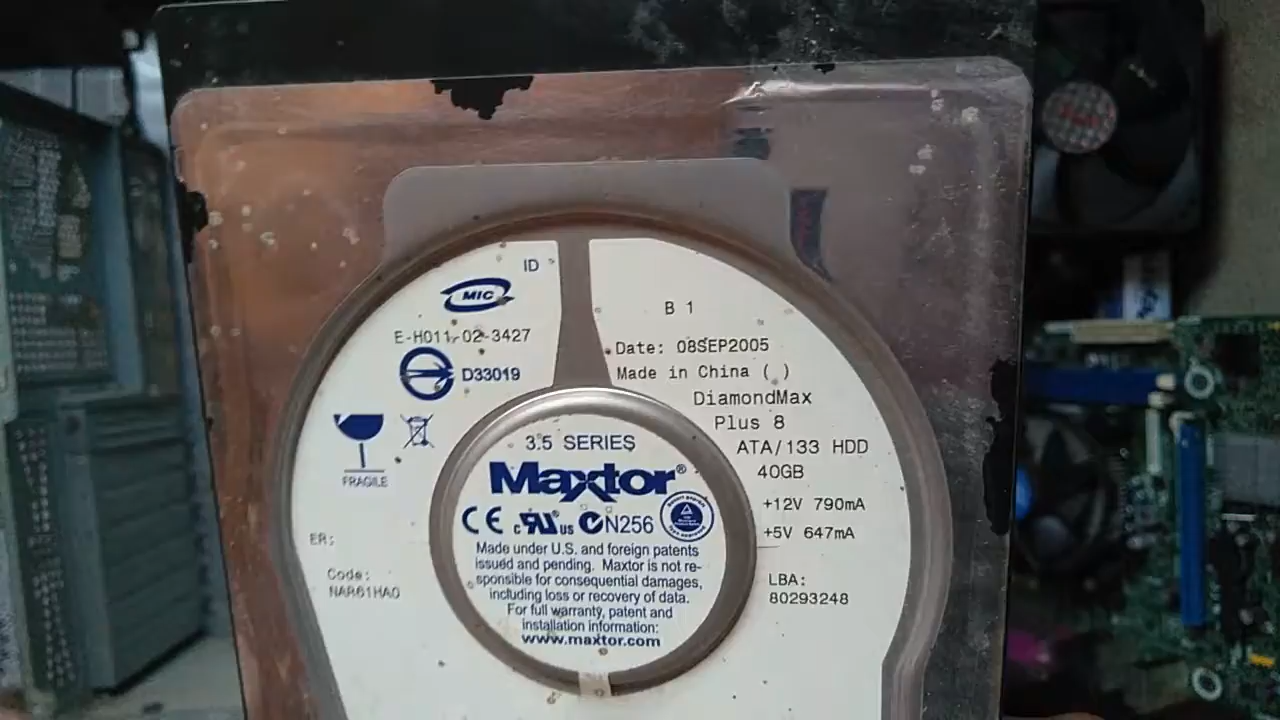 ID
MIC
E-H011-02-3427
D33019
FRAGILE
ER:
Code:
NAR61HA0
B 1
Date: 08SEP2005
Made in China ( )
DiamondMax
Plus 8
ATA/133 HDD
40GB
+12V 790mA
+5V 647mA
LBA:
80293248
3.5 SERIES
Maxtor®
CE c RU® us N256
Made under U.S. and foreign patents
issued and pending. Maxtor is not re-
sponsible for consequential damages,
including loss or recovery of data.
For full warranty, patent and
installation information:
www.maxtor.com